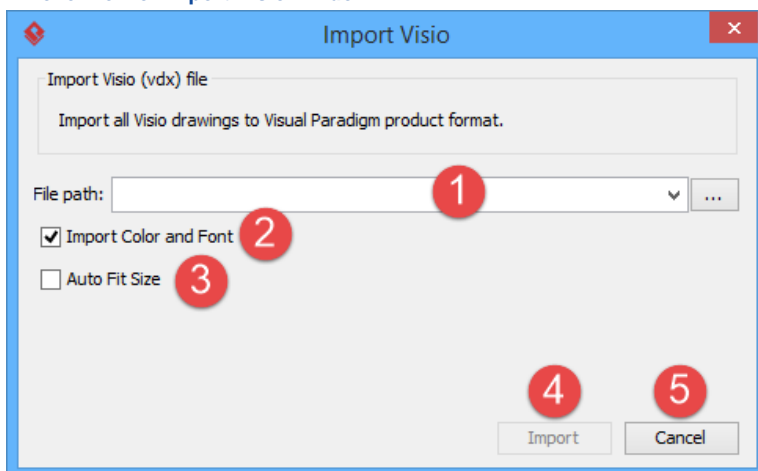 Import Visio
Import Visio (vdx) file
Import all Visio drawings to Visual Paradigm product format.
File path:
1
...
Import Color and Font
2
Auto Fit Size
3
4
5
Import
Cancel